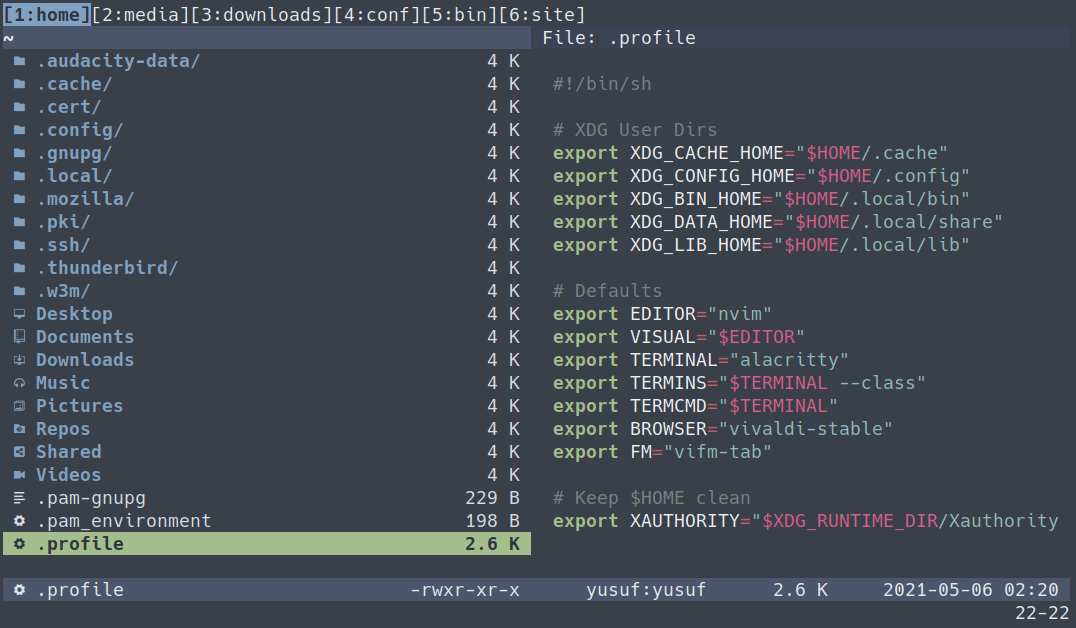 [1:home][2:media][3:downloads][4:conf][5:bin][6:site]
~
.audacity-data/ 4 K
.cache/ 4 K
.cert/ 4 K
.config/ 4 K
.gnupg/ 4 K
.local/ 4 K
.mozilla/ 4 K
.pki/ 4 K
.ssh/ 4 K
.thunderbird/ 4 K
.w3m/ 4 K
Desktop 4 K
Documents 4 K
Downloads 4 K
Music 4 K
Pictures 4 K
Repos 4 K
Shared 4 K
Videos 4 K
.pam-gnupg 229 B
.pam_environment 198 B
.profile 2.6 K
File: .profile
#!/bin/sh
# XDG User Dirs
export XDG_CACHE_HOME="$HOME/.cache"
export XDG_CONFIG_HOME="$HOME/.config"
export XDG_BIN_HOME="$HOME/.local/bin"
export XDG_DATA_HOME="$HOME/.local/share"
export XDG_LIB_HOME="$HOME/.local/lib"
# Defaults
export EDITOR="nvim"
export VISUAL="$EDITOR"
export TERMINAL="alacritty"
export TERMINS="$TERMINAL --class"
export TERMCMD="$TERMINAL"
export BROWSER="vivaldi-stable"
export FM="vifm-tab"
# Keep $HOME clean
export XAUTHORITY="$XDG_RUNTIME_DIR/Xauthority
.profile -rwxr-xr-x yusuf:yusuf 2.6 K 2021-05-06 02:20
22-22